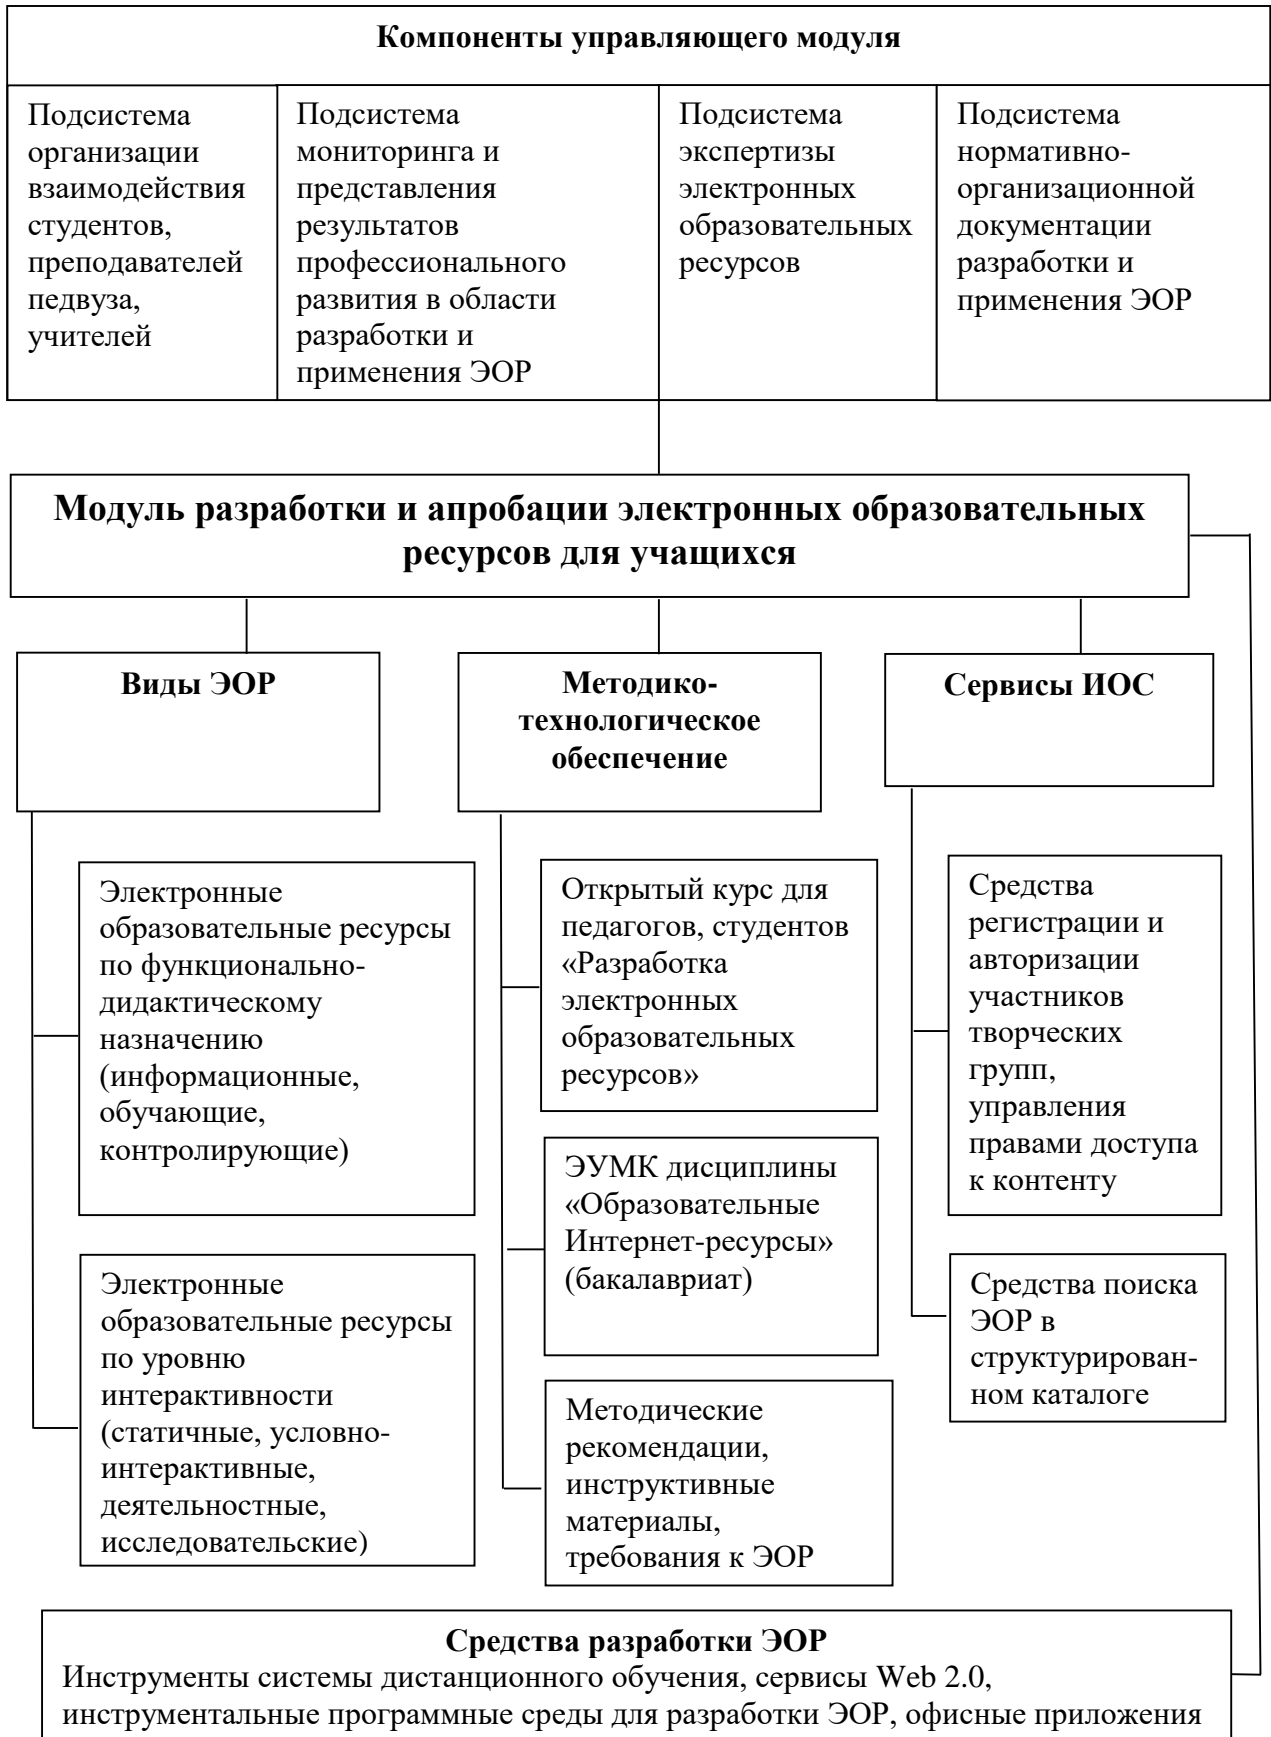 Компоненты управляющего модуля
Подсистема
организации
взаимодействия
студентов,
преподавателей
педвуза,
учителей
Подсистема
мониторинга и
представления
результатов
профессионального
развития в области
разработки и
применения ЭОР
Подсистема
экспертизы
электронных
образовательных
ресурсов
Подсистема
нормативно-
организационной
документации
разработки и
применения ЭОР
Модуль разработки и апробации электронных образовательных
ресурсов для учащихся
Виды ЭОР
Электронные
образовательные ресурсы
по функционально-
дидактическому
назначению
(информационные,
обучающие,
контролирующие)
Электронные
образовательные ресурсы
по уровню
интерактивности
(статичные, условно-
интерактивные,
деятельностные,
исследовательские)
Методико-
технологическое
обеспечение
Открытый курс для
педагогов, студентов
«Разработка
электронных
образовательных
ресурсов»
ЭУМК дисциплины
«Образовательные
Интернет-ресурсы»
(бакалавриат)
Методические
рекомендации,
инструктивные
материалы,
требования к ЭОР
Сервисы ИОС
Средства
регистрации и
авторизации
участников
творческих
групп,
управления
правами доступа
к контенту
Средства поиска
ЭОР в
структурирован-
ном каталоге
Средства разработки ЭОР
Инструменты системы дистанционного обучения, сервисы Web 2.0,
инструментальные программные среды для разработки ЭОР, офисные приложения